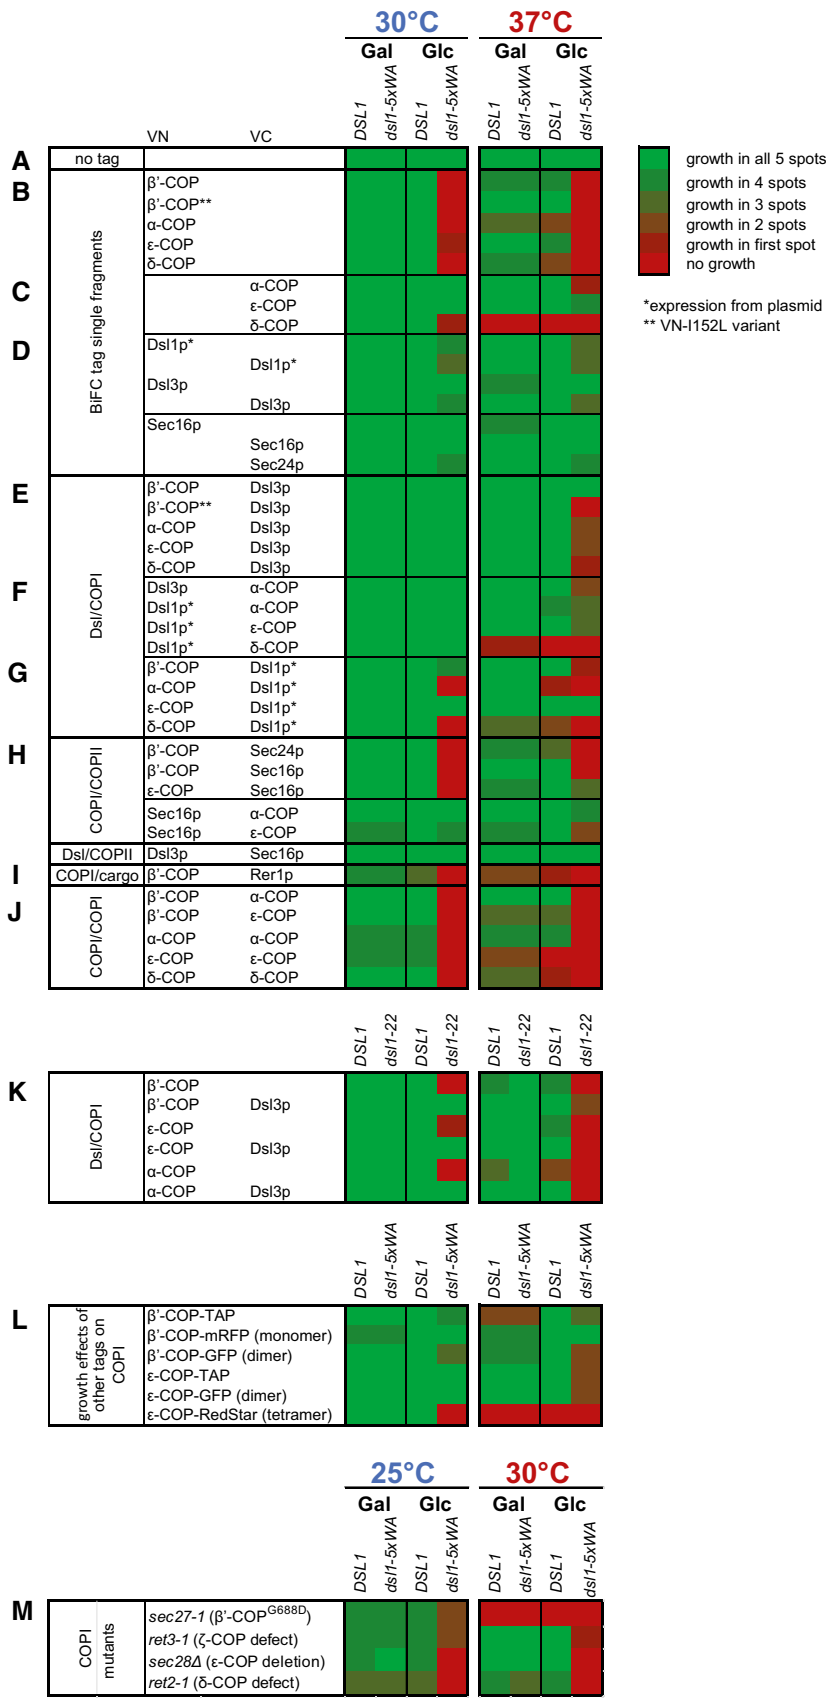 30°C 37°C
Gal Glc Gal Glc
DSL1 dsl1-5xWA DSL1 dsl1-5xWA DSL1 dsl1-5xWA DSL1 dsl1-5xWA
VN VC
A no tag
B BiFC tag single fragments
β'-COP
β'-COP**
α-COP
ε-COP
δ-COP
C α-COP
ε-COP
δ-COP
D Dsl1p*
Dsl1p*
Dsl3p
Dsl3p
Sec16p
Sec16p
Sec24p
E Dsl/COPI
β'-COP Dsl3p
β'-COP** Dsl3p
α-COP Dsl3p
ε-COP Dsl3p
δ-COP Dsl3p
F Dsl3p α-COP
Dsl1p* α-COP
Dsl1p* ε-COP
Dsl1p* δ-COP
G β'-COP Dsl1p*
α-COP Dsl1p*
ε-COP Dsl1p*
δ-COP Dsl1p*
H COPI/COPII
β'-COP Sec24p
β'-COP Sec16p
ε-COP Sec16p
Sec16p α-COP
Sec16p ε-COP
Dsl/COPII Dsl3p Sec16p
I COPI/cargo β'-COP Rer1p
J COPI/COPI
β'-COP α-COP
β'-COP ε-COP
α-COP α-COP
ε-COP ε-COP
δ-COP δ-COP
growth in all 5 spots
growth in 4 spots
growth in 3 spots
growth in 2 spots
growth in first spot
no growth
*expression from plasmid
** VN-I152L variant
DSL1 dsl1-22 DSL1 dsl1-22 DSL1 dsl1-22 DSL1 dsl1-22
K Dsl/COPI
β'-COP
β'-COP Dsl3p
ε-COP
ε-COP Dsl3p
α-COP
α-COP Dsl3p
DSL1 dsl1-5xWA DSL1 dsl1-5xWA DSL1 dsl1-5xWA DSL1 dsl1-5xWA
L growth effects of other tags on COPI
β'-COP-TAP
β'-COP-mRFP (monomer)
β'-COP-GFP (dimer)
ε-COP-TAP
ε-COP-GFP (dimer)
ε-COP-RedStar (tetramer)
25°C 30°C
Gal Glc Gal Glc
DSL1 dsl1-5xWA DSL1 dsl1-5xWA DSL1 dsl1-5xWA DSL1 dsl1-5xWA
M COPI mutants
sec27-1 (β'-COPG688D)
ret3-1 (ζ-COP defect)
sec28Δ (ε-COP deletion)
ret2-1 (δ-COP defect)